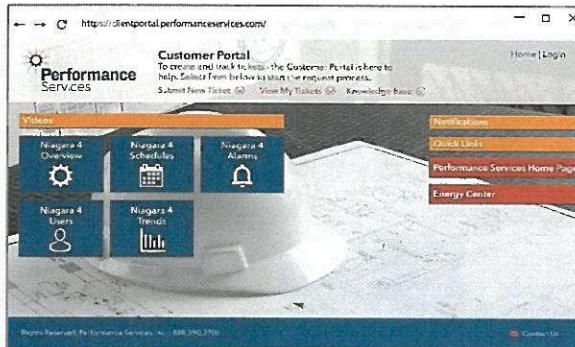 https://clientportal.performanceservices.com/
Performance
Services
Customer Portal
To create and track tickets - the Customer Portal is here to
help. Select from below to start the request process.
Submit New Ticket View My Tickets Knowledge Base
Home | Login
Videos
Niagara 4
Overview
Niagara 4
Schedules
Niagara 4
Alarms
Niagara 4
Users
Niagara 4
Trends
Notifications
Quick Links
Performance Services Home Page
Energy Center
Rights Reserved, Performance Services, Inc.
Contact Us